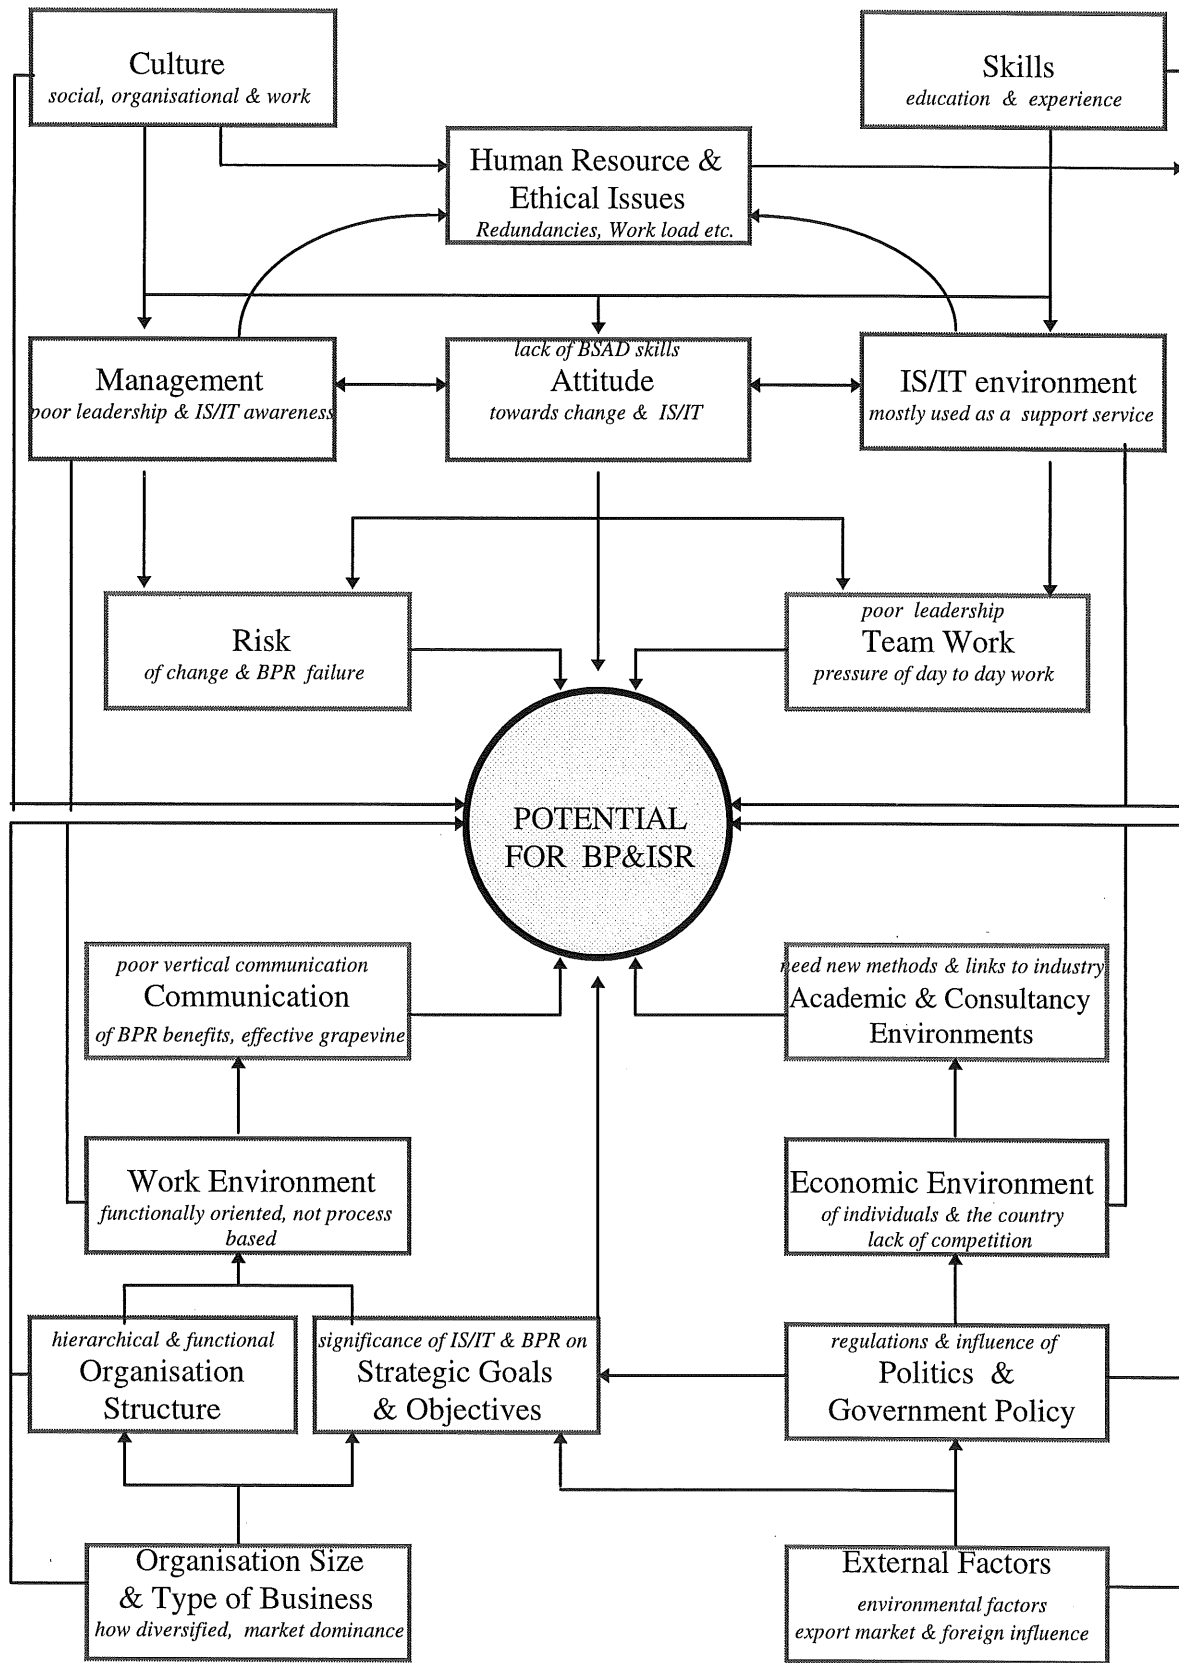 Culture
social, organisational & work
Skills
education & experience
Human Resource &
Ethical Issues
Redundancies, Work load etc.
Management
poor leadership & IS/IT awareness
lack of BSAD skills
Attitude
towards change & IS/IT
IS/IT environment
mostly used as a support service
Risk
of change & BPR failure
poor leadership
Team Work
pressure of day to day work
POTENTIAL
FOR BP&ISR
poor vertical communication
Communication
of BPR benefits, effective grapevine
need new methods & links to industry
Academic & Consultancy
Environments
Work Environment
functionally oriented, not process
based
Economic Environment
of individuals & the country
lack of competition
hierarchical & functional
Organisation
Structure
significance of IS/IT & BPR on
Strategic Goals
& Objectives
regulations & influence of
Politics &
Government Policy
Organisation Size
& Type of Business
how diversified, market dominance
External Factors
environmental factors
export market & foreign influence